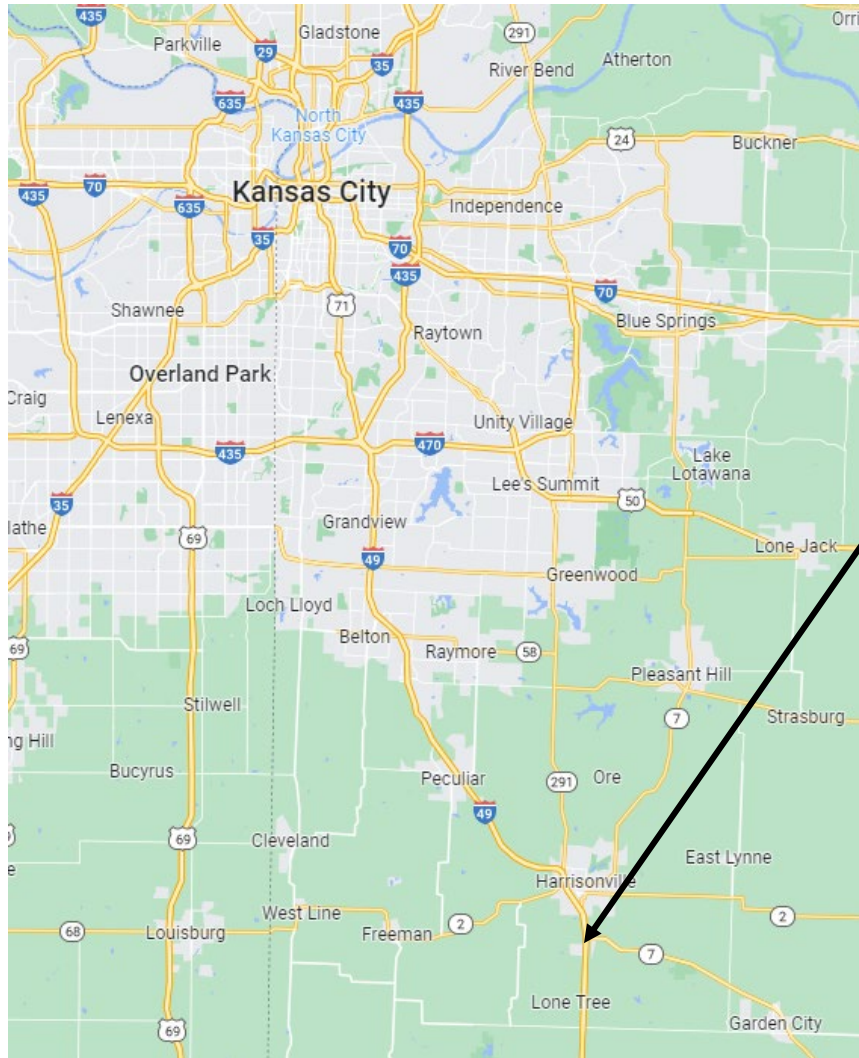 435
Parkville
Gladstone
291
Orri
29
35
River Bend
Atherton
635
435
North
Kansas City
24
Buckner
435
70
Kansas City
635
Independence
35
70
435
70
Shawnee
71
Raytown
Blue Springs
Overland Park
Craig
Lenexa
Unity Village
435
470
Lake
Lotawana
35
Lee's Summit
50
lathe
69
Grandview
49
Lone Jack
Greenwood
Loch Lloyd
Belton
69
Raymore
58
Pleasant Hill
Stilwell
7
Strasburg
ng Hill
Bucyrus
Peculiar
291
Ore
69
69
Cleveland
49
e
East Lynne
Harrisonville
West Line
2
2
68
Louisburg
Freeman
7
Lone Tree
69
Garden City